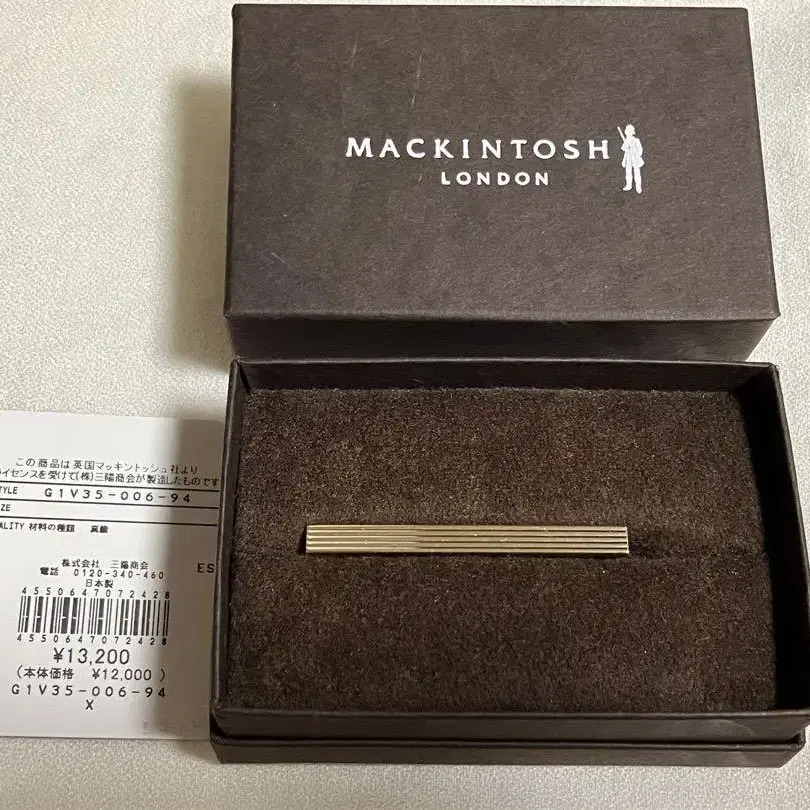 MACKINTOSH
LONDON
この商品は英国マッキントッシュ社より
イセンスを受けて(株)三陽商会が製造したものです
TYLE G1V35-006-94
ZE
ALITY 材料の種類 真鍮
株式会社 三陽商会
ES
電話 0120-340-460
日本製
4550647072428
4550647072428
¥13,200
(本体価格 ¥12,000 )
G1V35-006-94
X